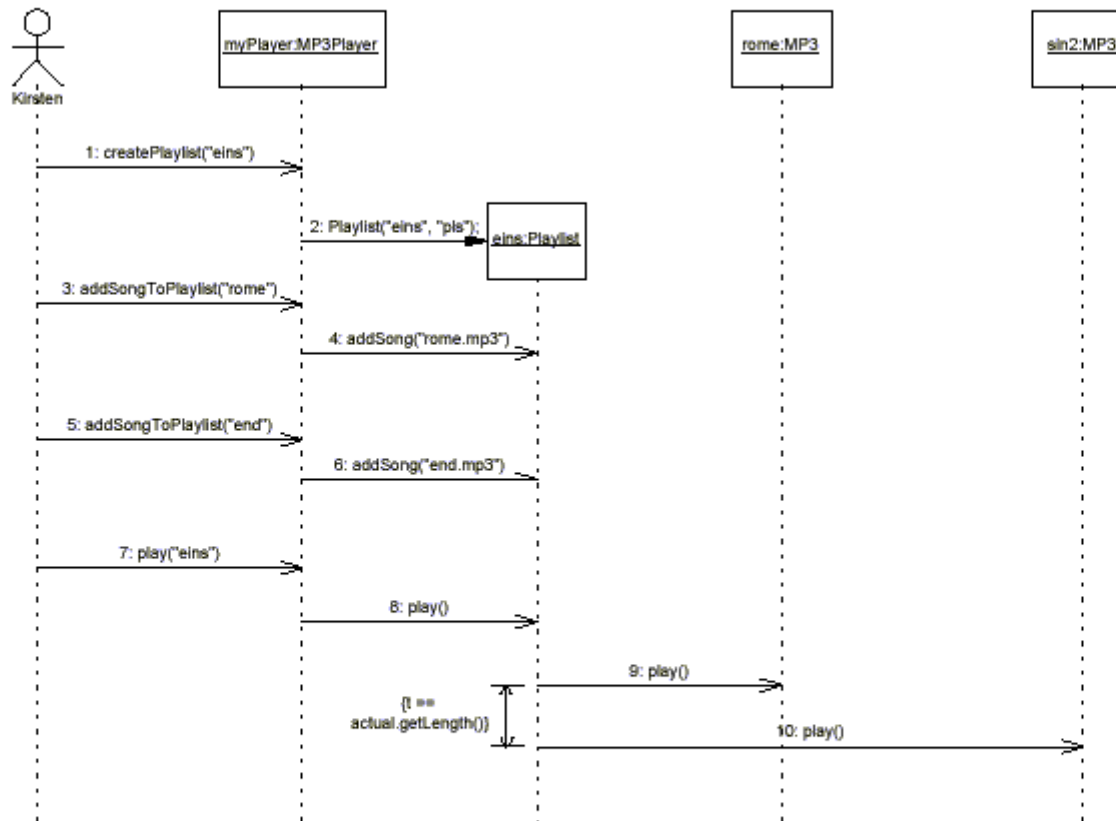 myPlayer:MP3Player
rome:MP3
sin2:MP3
Kirsten
1: createPlaylist("eins")
2: Playlist("eins", "pls");
eins:Playlist
3: addSongToPlaylist("rome")
4: addSong("rome.mp3")
5: addSongToPlaylist("end")
6: addSong("end.mp3")
7: play("eins")
8: play()
9: play()
{t ==
actual.getLength()}
10: play()